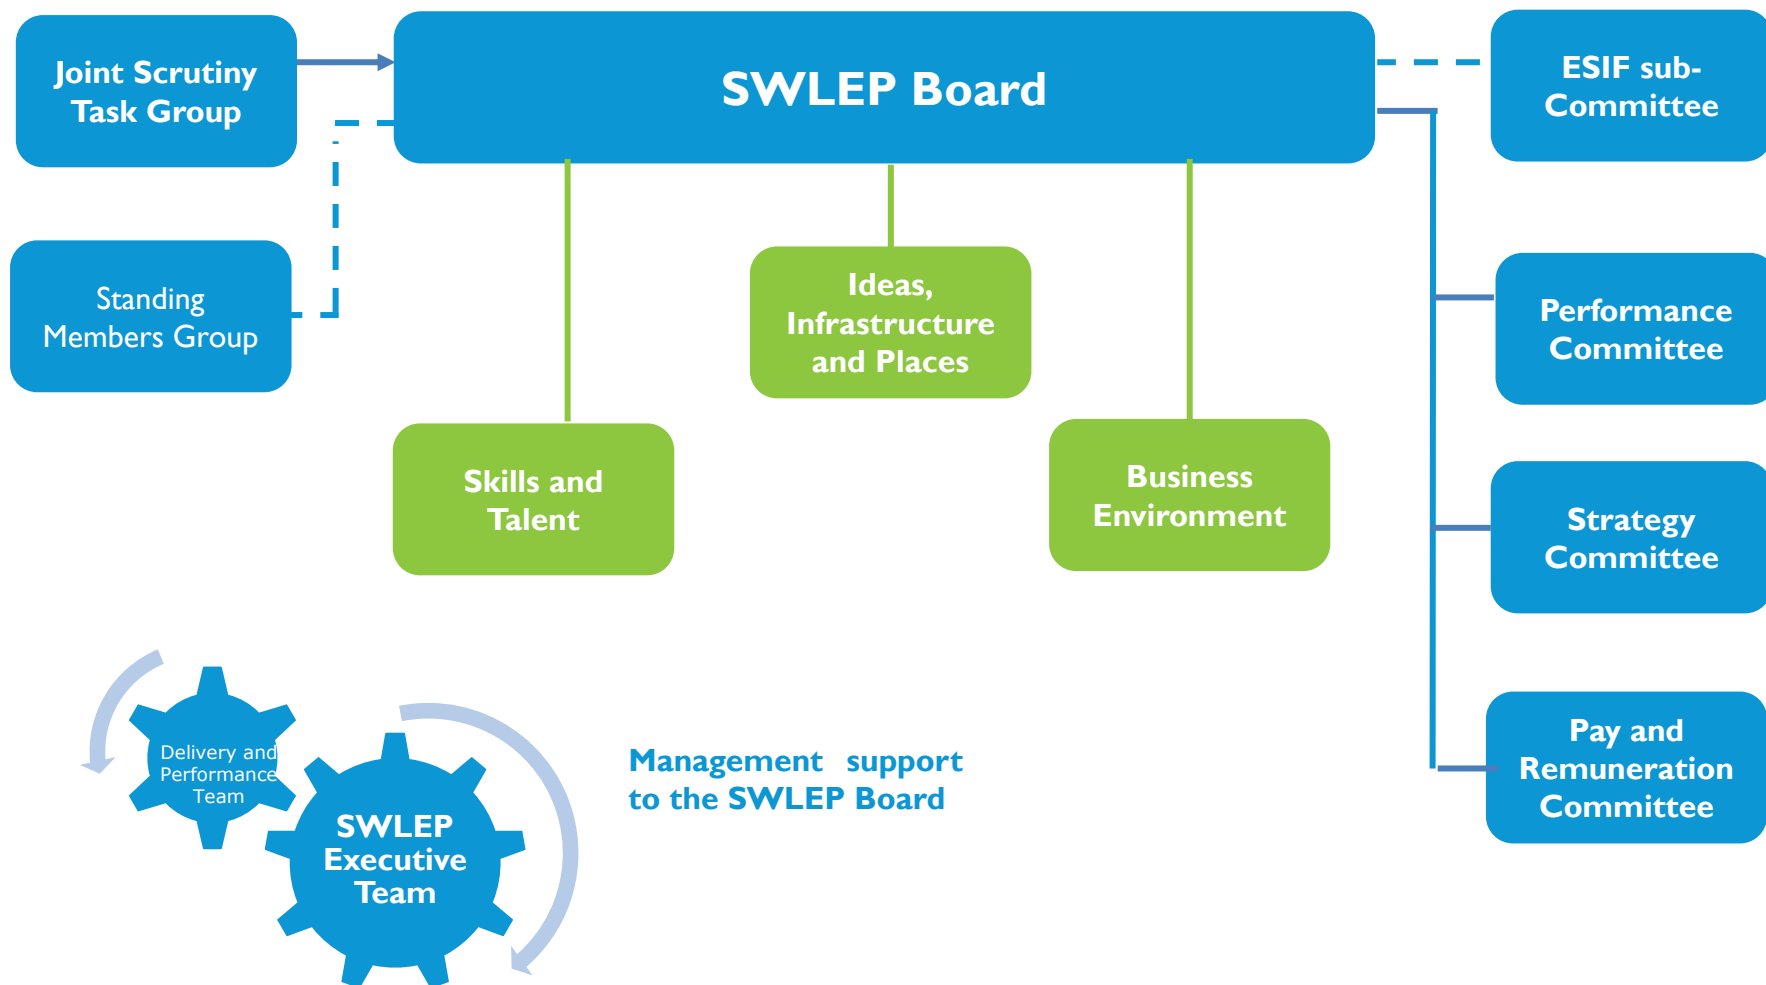 Joint Scrutiny
Task Group
SWLEP Board
ESIF sub-
Committee
Standing
Members Group
Ideas,
Infrastructure
and Places
Performance
Committee
Skills and
Talent
Business
Environment
Strategy
Committee
Delivery and
Performance
Team
SWLEP
Executive
Team
Management support
to the SWLEP Board
Pay and
Remuneration
Committee